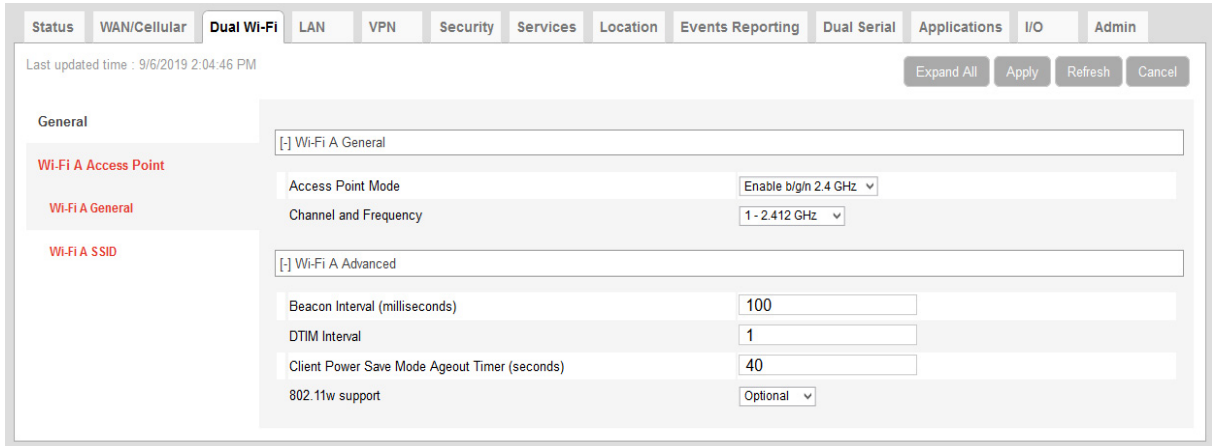 Status WAN/Cellular Dual Wi-Fi LAN VPN Security Services Location Events Reporting Dual Serial Applications I/O Admin
Last updated time : 9/6/2019 2:04:46 PM
Expand All Apply Refresh Cancel
General
Wi-Fi A Access Point
Wi-Fi A General
Wi-Fi A SSID
[-] Wi-Fi A General
Access Point Mode Enable b/g/n 2.4 GHz
Channel and Frequency 1 - 2.412 GHz
[-] Wi-Fi A Advanced
Beacon Interval (milliseconds) 100
DTIM Interval 1
Client Power Save Mode Ageout Timer (seconds) 40
802.11w support Optional